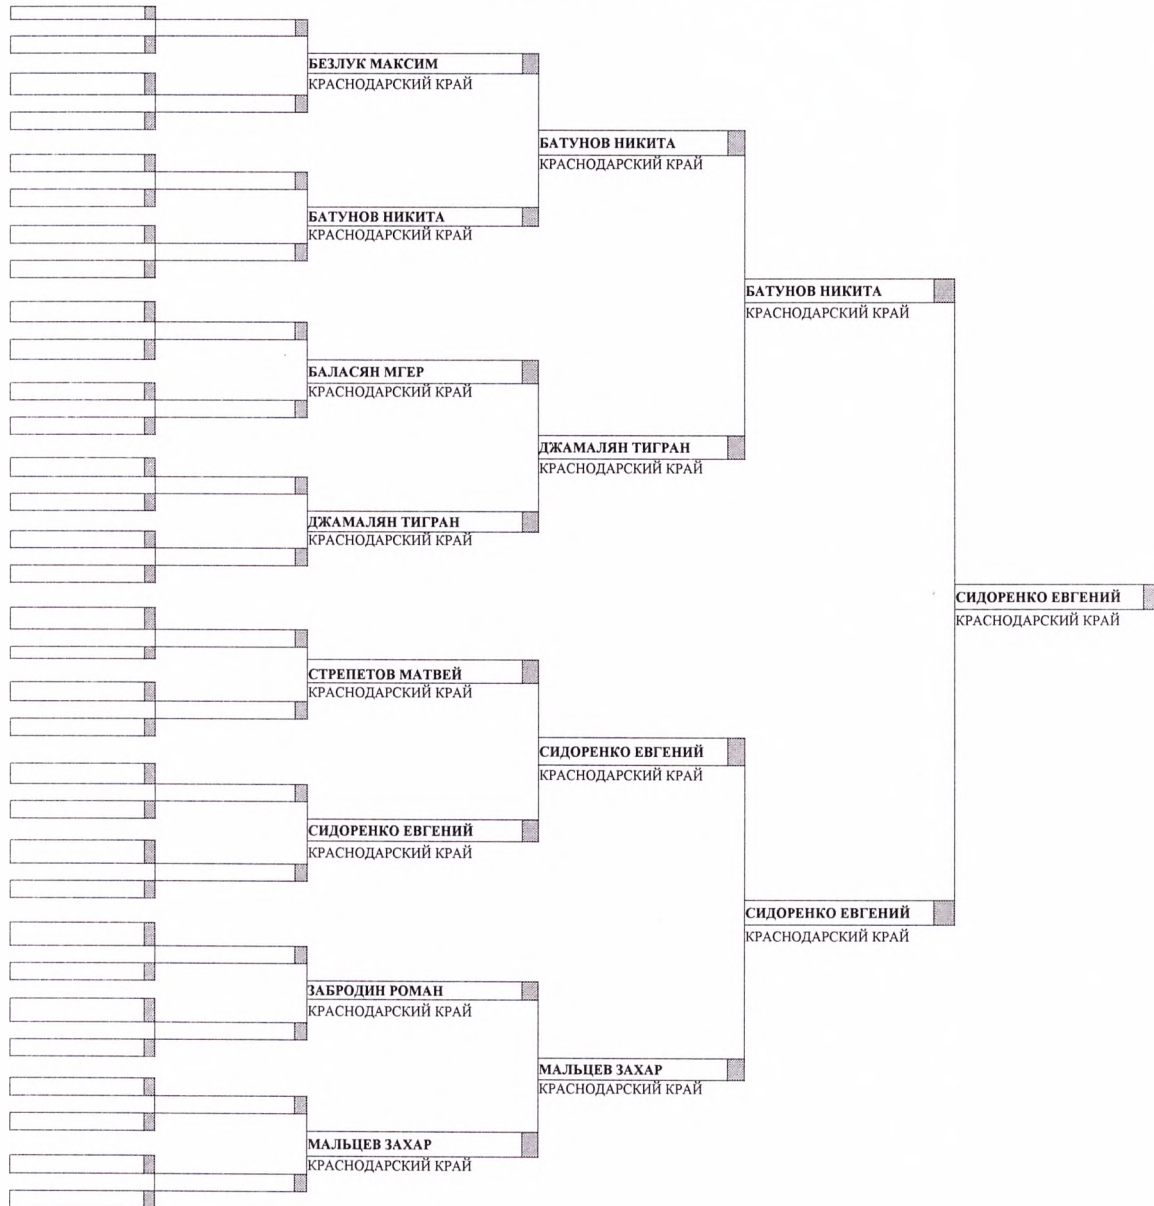 БЕЗЛУК МАКСИМ
КРАСНОДАРСКИЙ КРАЙ
БАТУНОВ НИКИТА
КРАСНОДАРСКИЙ КРАЙ
БАТУНОВ НИКИТА
КРАСНОДАРСКИЙ КРАЙ
БАТУНОВ НИКИТА
КРАСНОДАРСКИЙ КРАЙ
БАЛАСЯН МГЕР
КРАСНОДАРСКИЙ КРАЙ
ДЖАМАЛЯН ТИГРАН
КРАСНОДАРСКИЙ КРАЙ
ДЖАМАЛЯН ТИГРАН
КРАСНОДАРСКИЙ КРАЙ
СИДОРЕНКО ЕВГЕНИЙ
КРАСНОДАРСКИЙ КРАЙ
СТРЕПЕТОВ МАТВЕЙ
КРАСНОДАРСКИЙ КРАЙ
СИДОРЕНКО ЕВГЕНИЙ
КРАСНОДАРСКИЙ КРАЙ
СИДОРЕНКО ЕВГЕНИЙ
КРАСНОДАРСКИЙ КРАЙ
СИДОРЕНКО ЕВГЕНИЙ
КРАСНОДАРСКИЙ КРАЙ
ЗАБРОДИН РОМАН
КРАСНОДАРСКИЙ КРАЙ
МАЛЬЦЕВ ЗАХАР
КРАСНОДАРСКИЙ КРАЙ
МАЛЬЦЕВ ЗАХАР
КРАСНОДАРСКИЙ КРАЙ